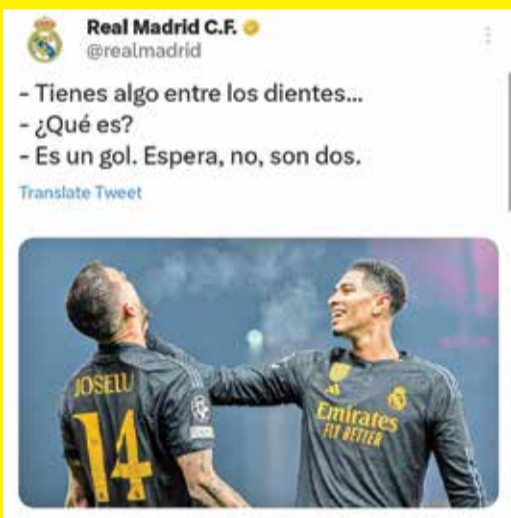 Real Madrid C.F.
@realmadrid
- Tienes algo entre los dientes...
- ¿Qué es?
- Es un gol. Espera, no, son dos.
Translate Tweet
JOSELU
14
Emirates
FLY BETTER